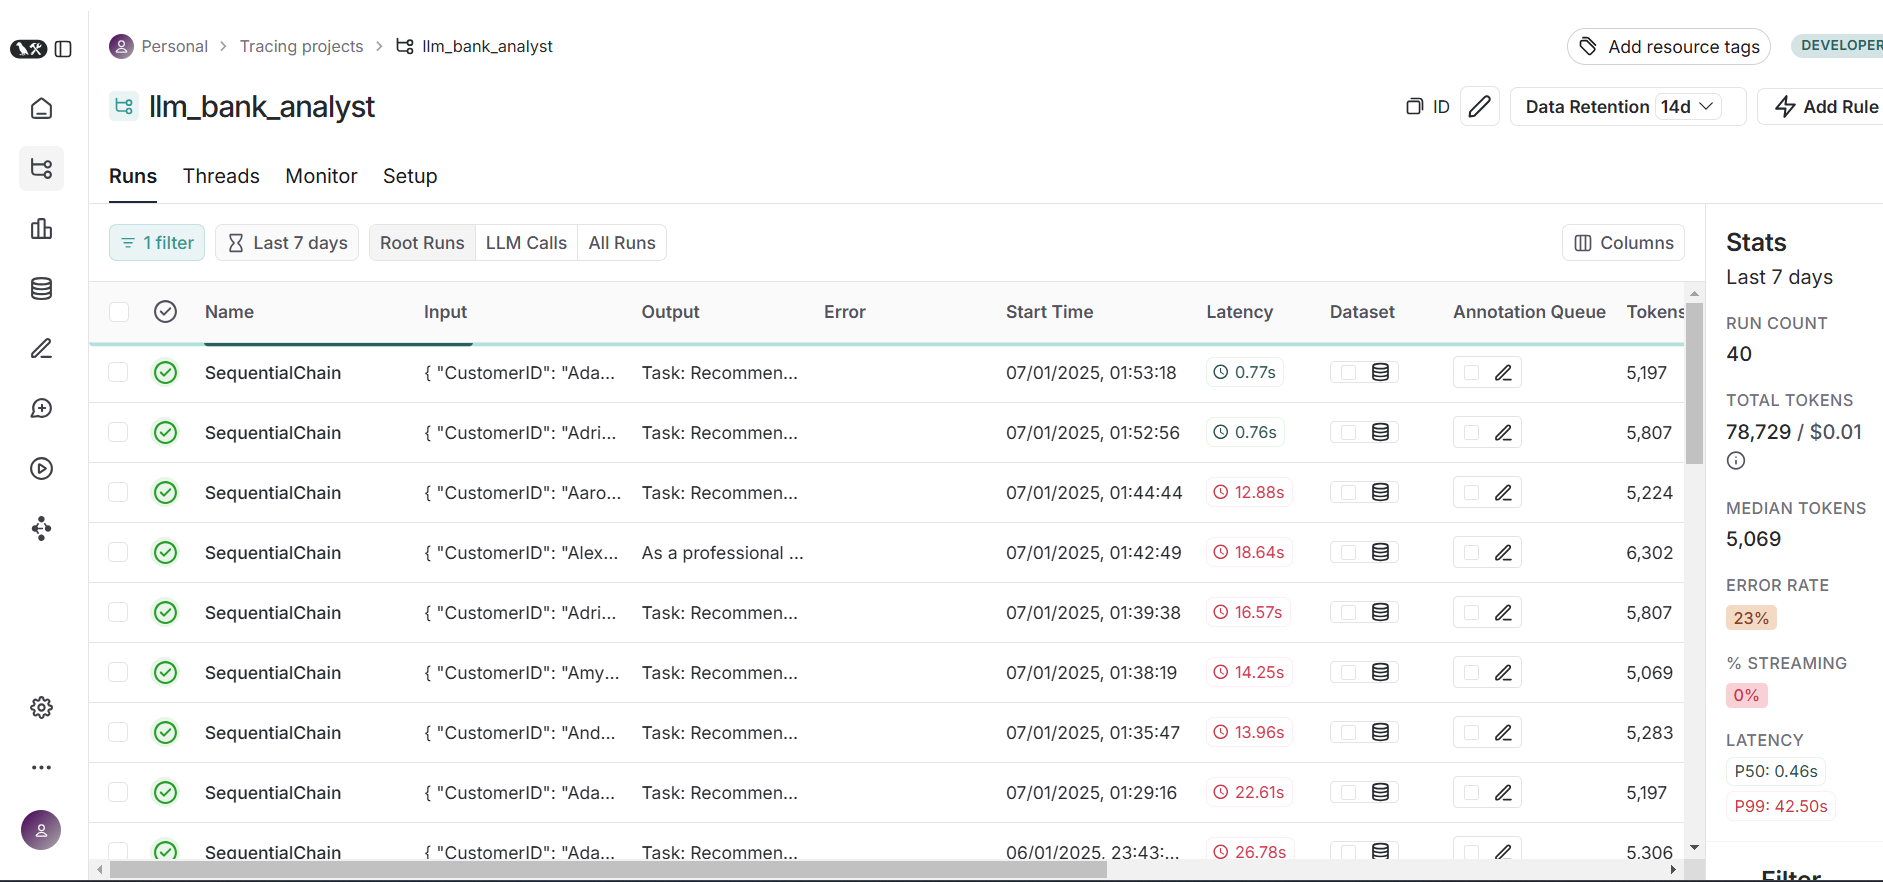 Personal > Tracing projects > llm_bank_analyst
Add resource tags
DEVELOPER
llm_bank_analyst
ID
Data Retention 14d
Add Rule
Runs Threads Monitor Setup
1 filter Last 7 days Root Runs LLM Calls All Runs Columns
Name Input Output Error Start Time Latency Dataset Annotation Queue Tokens
SequentialChain { "CustomerID": "Ada... Task: Recommen... 07/01/2025, 01:53:18 0.77s 5,197
SequentialChain { "CustomerID": "Adri... Task: Recommen... 07/01/2025, 01:52:56 0.76s 5,807
SequentialChain { "CustomerID": "Aaro... Task: Recommen... 07/01/2025, 01:44:44 12.88s 5,224
SequentialChain { "CustomerID": "Alex... As a professional ... 07/01/2025, 01:42:49 18.64s 6,302
SequentialChain { "CustomerID": "Adri... Task: Recommen... 07/01/2025, 01:39:38 16.57s 5,807
SequentialChain { "CustomerID": "Amy... Task: Recommen... 07/01/2025, 01:38:19 14.25s 5,069
SequentialChain { "CustomerID": "And... Task: Recommen... 07/01/2025, 01:35:47 13.96s 5,283
SequentialChain { "CustomerID": "Ada... Task: Recommen... 07/01/2025, 01:29:16 22.61s 5,197
SequentialChain { "CustomerID": "Ada... Task: Recommen... 06/01/2025, 23:43:... 26.78s 5,306
Stats
Last 7 days
RUN COUNT
40
TOTAL TOKENS
78,729 / $0.01
MEDIAN TOKENS
5,069
ERROR RATE
23%
% STREAMING
0%
LATENCY
P50: 0.46s
P99: 42.50s
Filter